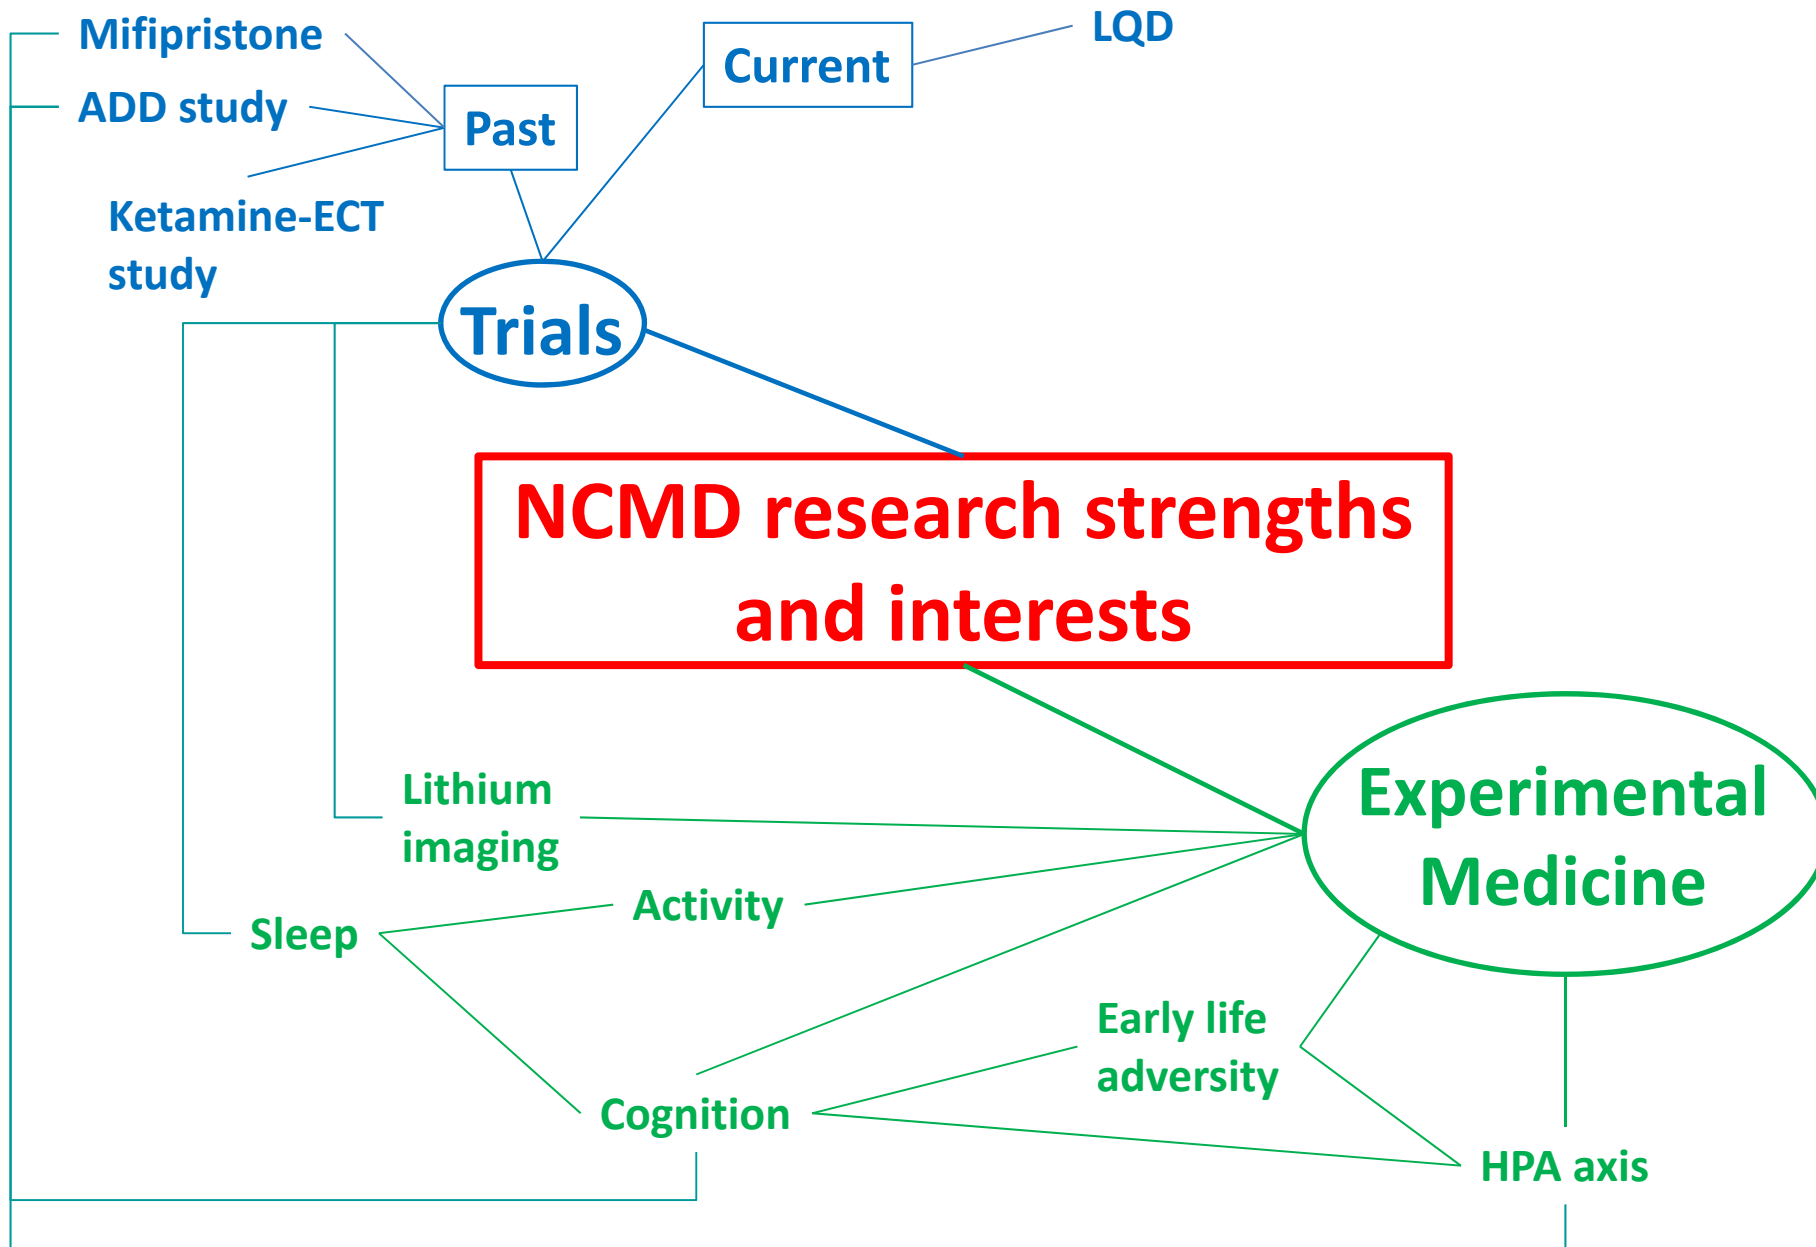 Mifipristone
ADD study
Ketamine-ECT
study
Past
Current
LQD
Trials
NCMD research strengths
and interests
Experimental
Medicine
Lithium
imaging
Activity
Sleep
Early life
adversity
Cognition
HPA axis